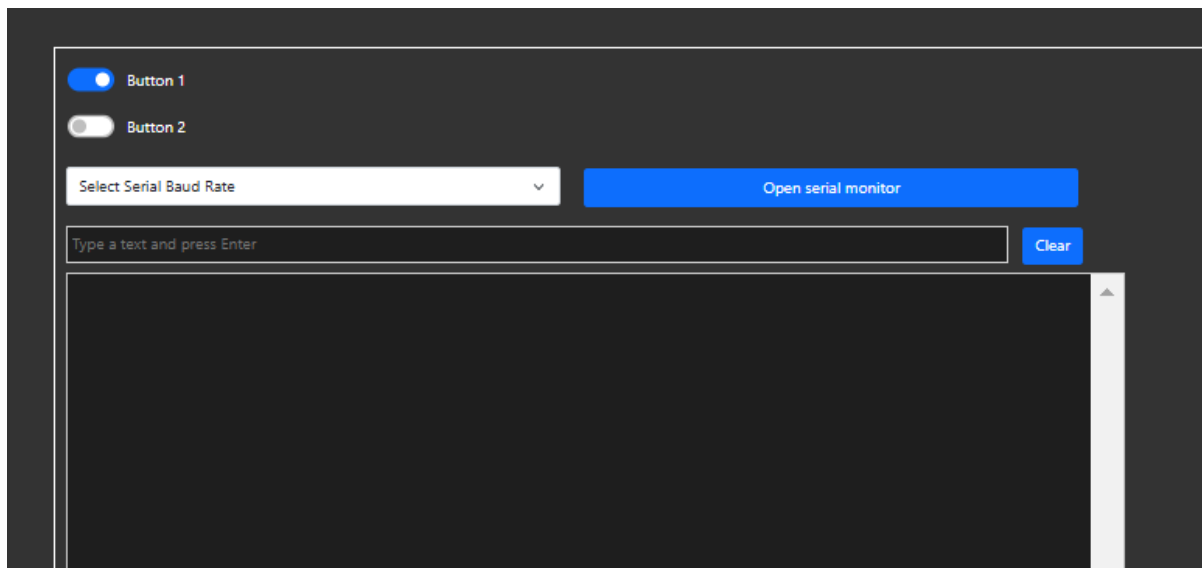 Button 1
Button 2
Select Serial Baud Rate
Open serial monitor
Type a text and press Enter
Clear